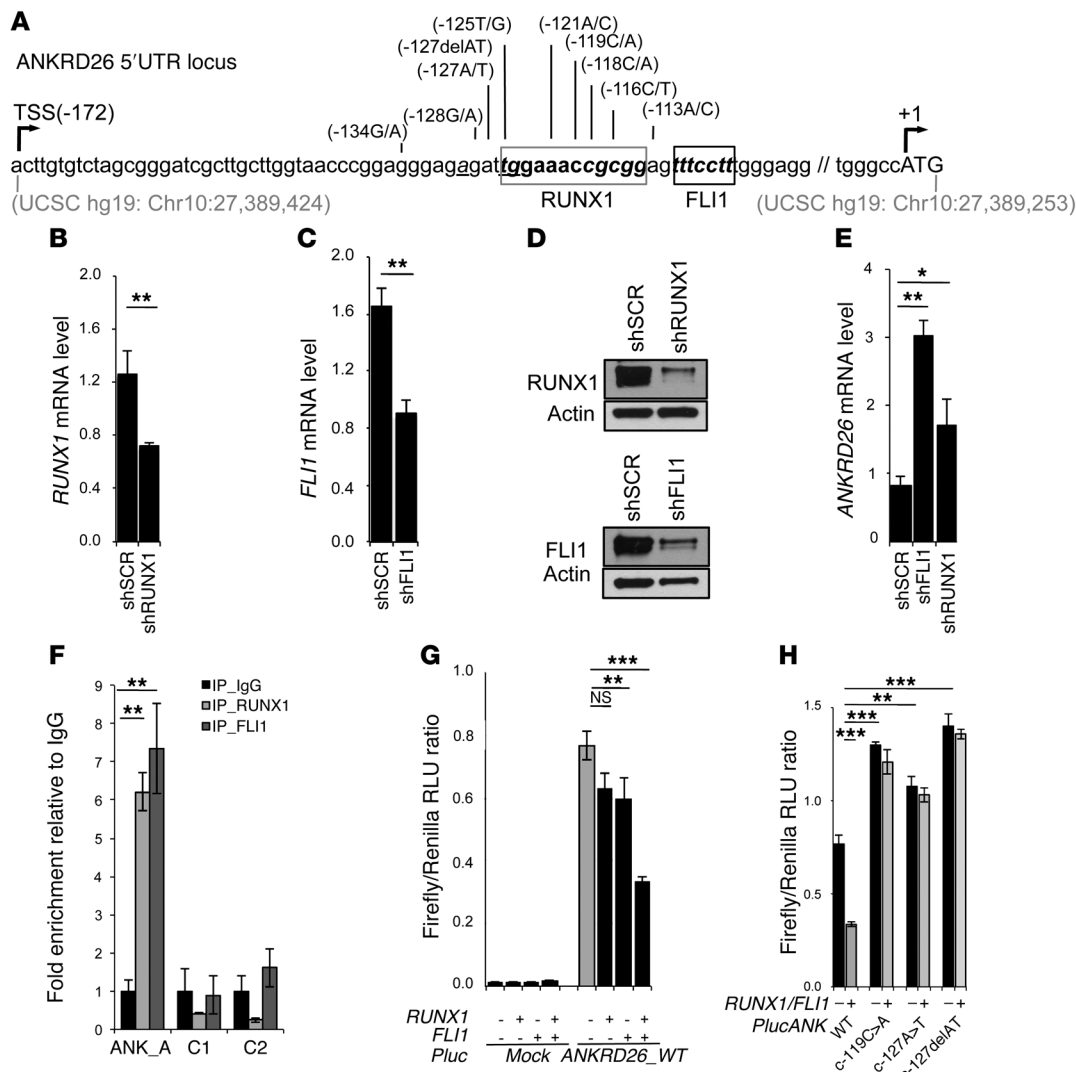 A
ANKRD26 5′UTR locus
(-125T/G)
(-121A/C)
(-127delAT)
(-119C/A)
(-127A/T)
(-118C/A)
(-116C/T)
TSS(-172)
(-128G/A)
(-113A/C)
+1
(-134G/A)
acttgtgtctagcgggatcgcttgcttggtaacccggagggagagattggaaaccgcggagtttccttttgggagg // tgggccATG
(UCSC hg19: Chr10:27,389,424)
RUNX1
FLI1
(UCSC hg19: Chr10:27,389,253)
B
RUNX1 mRNA level
2.0
1.6
1.2
0.8
0.4
0.0
**
shSCR
shRUNX1
C
FLI1 mRNA level
2.0
1.6
1.2
0.8
0.4
0.0
**
shSCR
shFLI1
D
shSCR
shRUNX1
RUNX1
Actin
shSCR
shFLI1
FLI1
Actin
E
ANKRD26 mRNA level
4
3
2
1
0
*
**
shSCR
shFLI1
shRUNX1
F
Fold enrichment relative to IgG
9
8
7
6
5
4
3
2
1
0
**
**
IP_IgG
IP_RUNX1
IP_FLI1
ANK_A C1 C2
G
Firefly/Renilla RLU ratio
1.0
0.8
0.6
0.4
0.2
0.0
***
**
NS
RUNX1 - + - + - + - +
FLI1 - - + + - - + +
Pluc Mock ANKRD26_WT
H
Firefly/Renilla RLU ratio
1.5
1.0
0.5
0.0
***
**
***
***
RUNX1/FLI1 – + – + – + – +
PlucANK
WT
c-119C>A
c-127A>T
c-127delAT